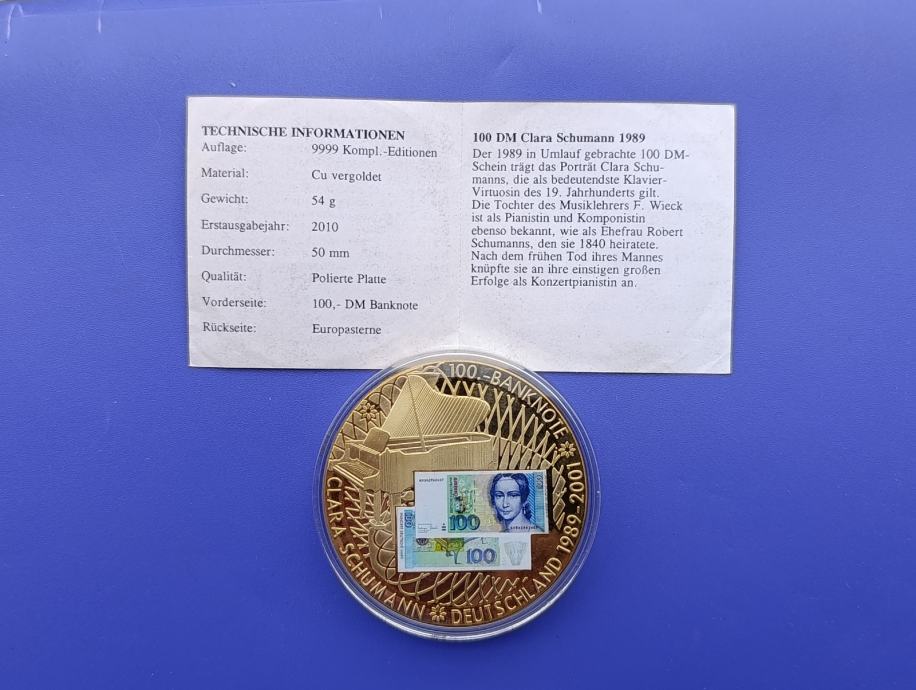 TECHNISCHE INFORMATIONEN
Auflage: 9999 Kompl.-Editionen
Material: Cu vergoldet
Gewicht: 54 g
Erstausgabejahr: 2010
Durchmesser: 50 mm
Qualität: Polierte Platte
Vorderseite: 100,- DM Banknote
Rückseite: Europasterne
100 DM Clara Schumann 1989
Der 1989 in Umlauf gebrachte 100 DM-
Schein trägt das Porträt Clara Schu-
manns, die als bedeutendste Klavier-
Virtuosin des 19. Jahrhunderts gilt.
Die Tochter des Musiklehrers F. Wieck
ist als Pianistin und Komponistin
ebenso bekannt, wie als Ehefrau Robert
Schumanns, den sie 1840 heiratete.
Nach dem frühen Tod ihres Mannes
knüpfte sie an ihre einstigen großen
Erfolge als Konzertpianistin an.
100.-BANKNOTE
CLARA SCHUMANN
DEUTSCHLAND 1989-2001
100
100